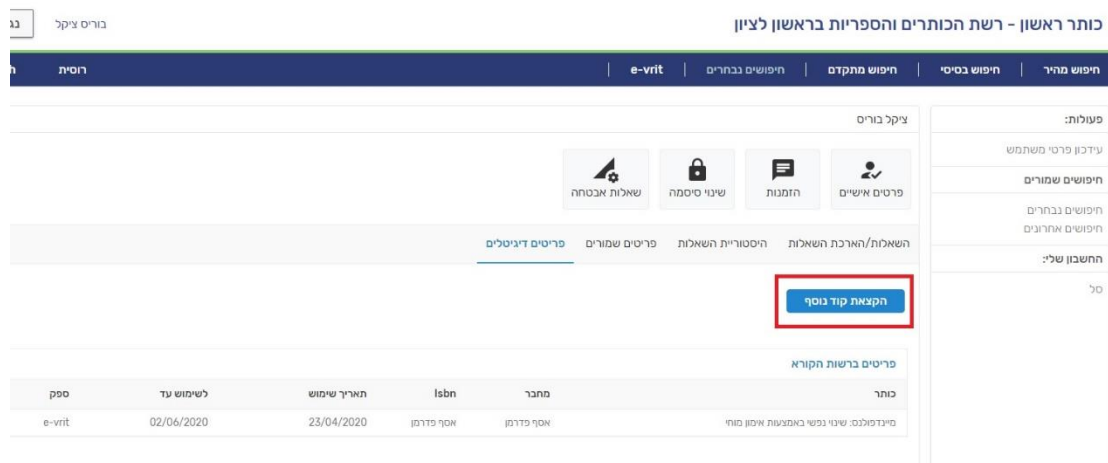 כותר ראשון - רשת הכותרים והספריות בראשון לציון
בוריס ציקל
חיפוש מהיר | חיפוש בסיסי | חיפוש מתקדם | חיפושים נבחרים | e-vrit | רוסית
פעולות:
עידכון פרטי משתמש
חיפושים שמורים
חיפושים נבחרים
חיפושים אחרונים
החשבון שלי:
סל
ציקל בוריס
פרטים אישיים הזמנות שינוי סיסמה שאלות אבטחה
השאלות/הארכת השאלות היסטוריית השאלות פריטים שמורים פריטים דיגיטלים
הקצאת קוד נוסף
פריטים ברשות הקורא
כותר מחבר Isbn תאריך שימוש לשימוש עד ספק
מיינדפולנס: שינוי נפשי באמצעות אימון מוחי אסף פדרמן אסף פדרמן 23/04/2020 02/06/2020 e-vrit